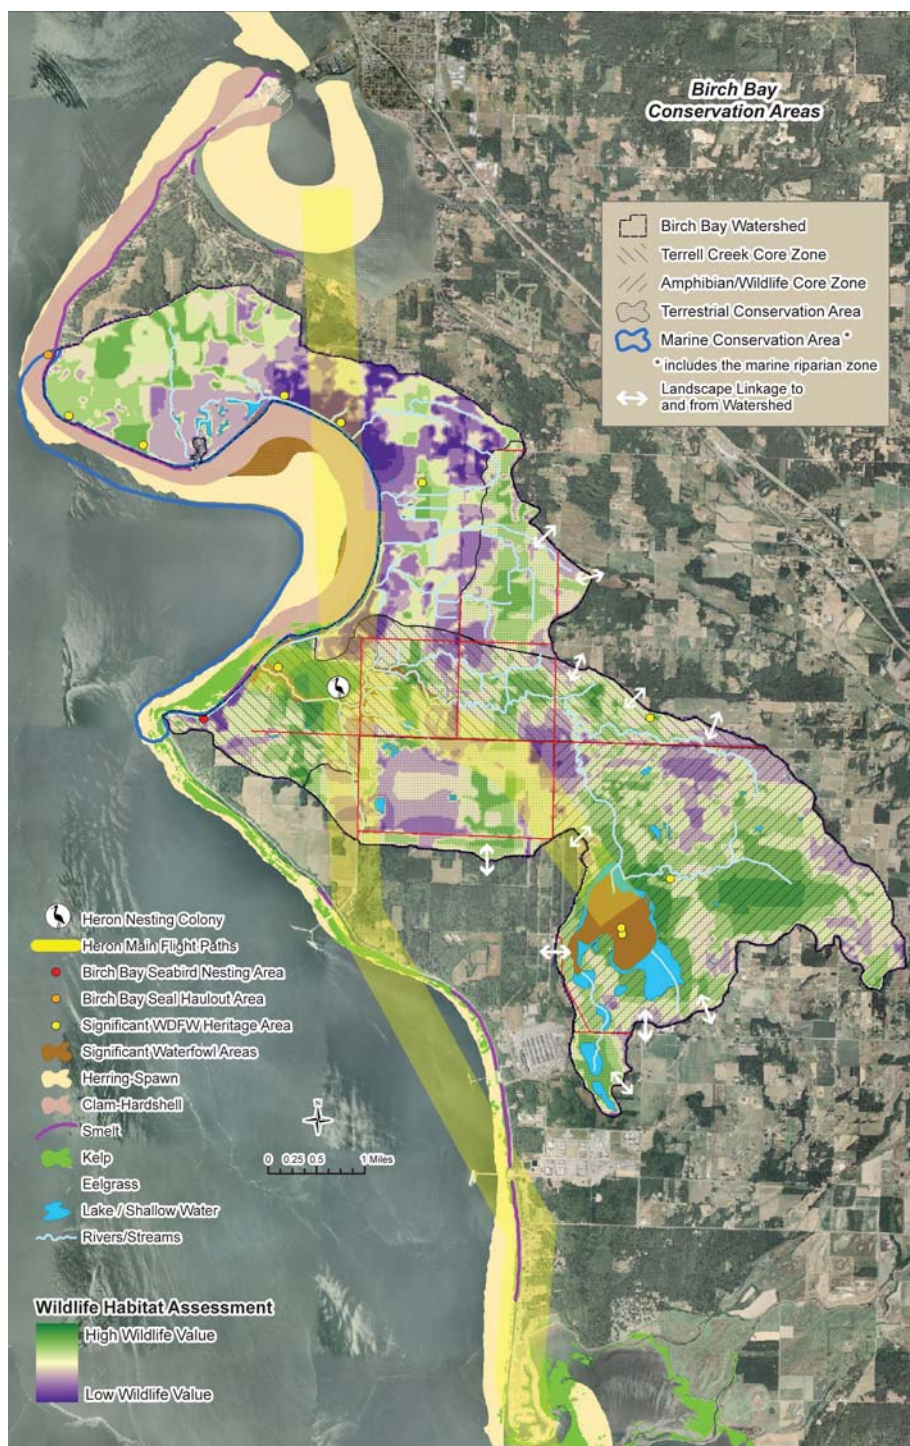 Birch Bay
Conservation Areas
Birch Bay Watershed
Terrell Creek Core Zone
Amphibian/Wildlife Core Zone
Terrestrial Conservation Area
Marine Conservation Area *
* includes the marine riparian zone
Landscape Linkage to
and from Watershed
Heron Nesting Colony
Heron Main Flight Paths
Birch Bay Seabird Nesting Area
Birch Bay Seal Haulout Area
Significant WDFW Heritage Area
Significant Waterfowl Areas
Herring-Spawn
Clam-Hardshell
Smelt
Kelp
Eelgrass
Lake / Shallow Water
Rivers/Streams
N
0 0.25 0.5 1 Miles
Wildlife Habitat Assessment
High Wildlife Value
Low Wildlife Value